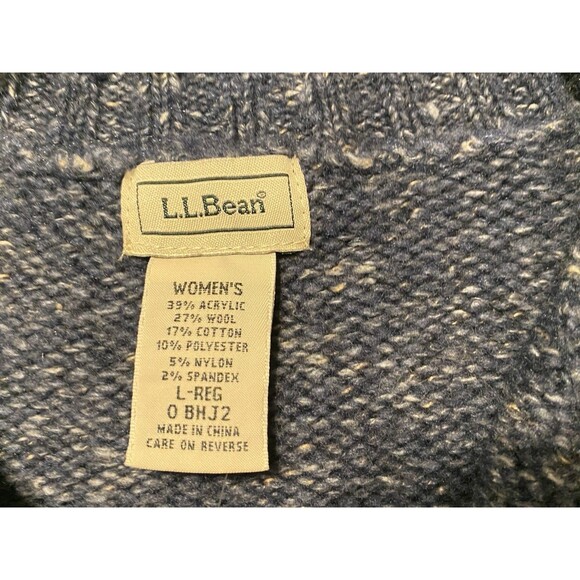 L.L.Bean®
WOMEN'S
39% ACRYLIC
27% WOOL
17% COTTON
10% POLYESTER
5% NYLON
2% SPANDEX
L-REG
0 BHJ2
MADE IN CHINA
CARE ON REVERSE